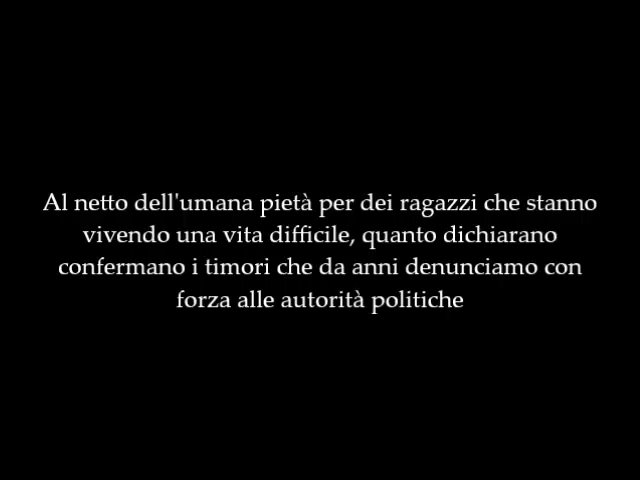 Al netto dell'umana pietà per dei ragazzi che stanno
vivendo una vita difficile, quanto dichiarano
confermano i timori che da anni denunciamo con
forza alle autorità politiche